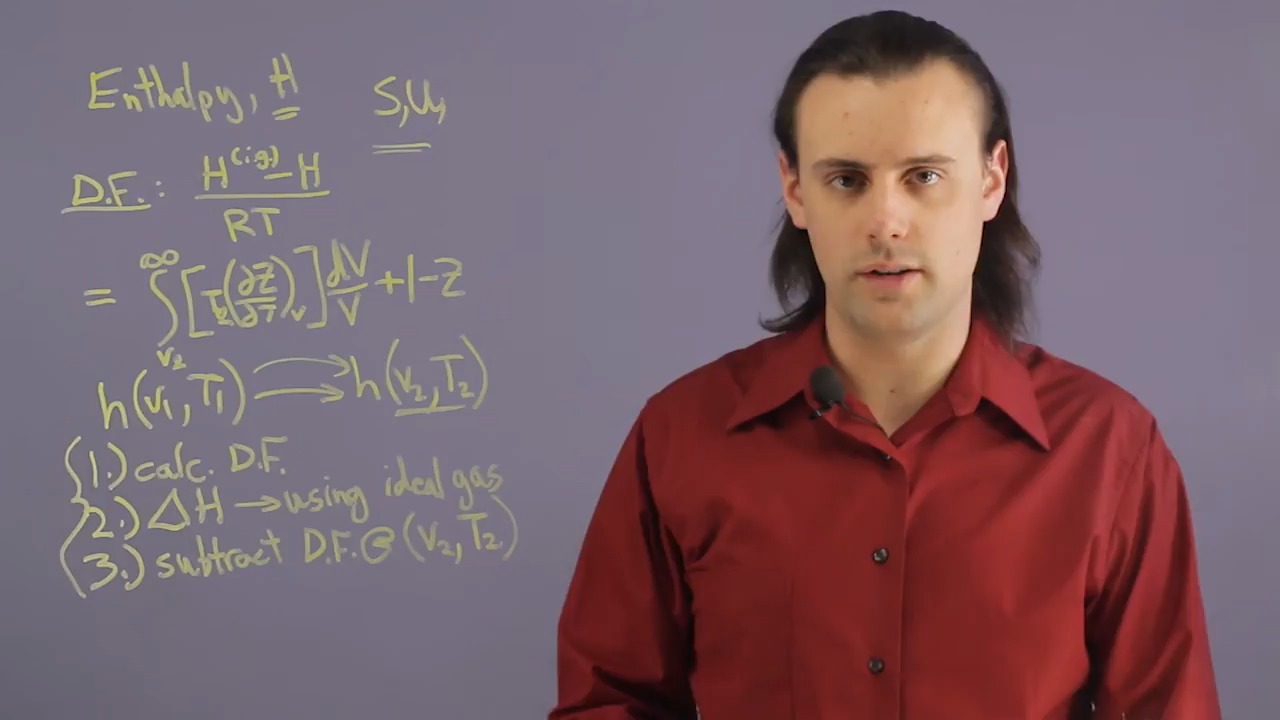 Enthalpy, H S, U,
D.F.: H^(i.g.) - H / RT
= ∫_{V2}^{∞} [T(∂Z/∂T)_V] dV/V + 1 - Z
h(V1, T1) → → h(V2, T2)
(1.) calc. D.F.
2.) ΔH → using ideal gas
(3.) subtract D.F. @ (V2, T2)